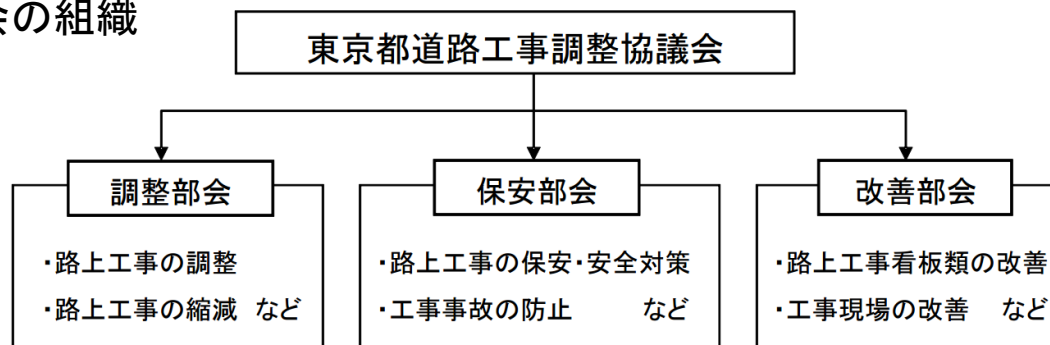 会の組織
東京都道路工事調整協議会
調整部会
・路上工事の調整
・路上工事の縮減 など
保安部会
・路上工事の保安・安全対策
・工事事故の防止 など
改善部会
・路上工事看板類の改善
・工事現場の改善 など